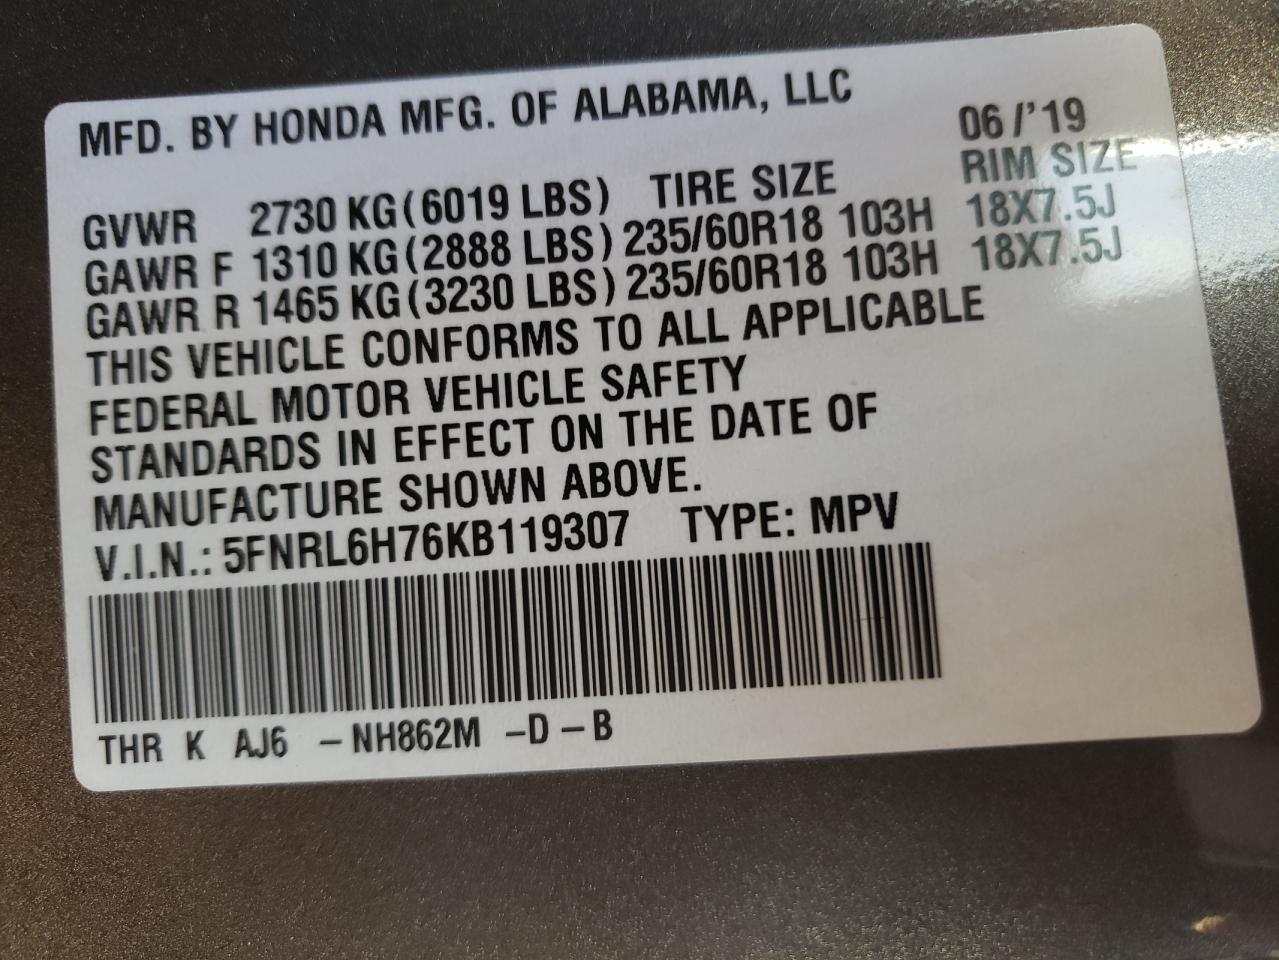 MFD. BY HONDA MFG. OF ALABAMA, LLC
06/'19
GVWR 2730 KG(6019 LBS) TIRE SIZE RIM SIZE
GAWR F 1310 KG(2888 LBS) 235/60R18 103H 18X7.5J
GAWR R 1465 KG(3230 LBS) 235/60R18 103H 18X7.5J
THIS VEHICLE CONFORMS TO ALL APPLICABLE
FEDERAL MOTOR VEHICLE SAFETY
STANDARDS IN EFFECT ON THE DATE OF
MANUFACTURE SHOWN ABOVE.
V.I.N.: 5FNRL6H76KB119307 TYPE: MPV
THR K AJ6 – NH862M –D – B